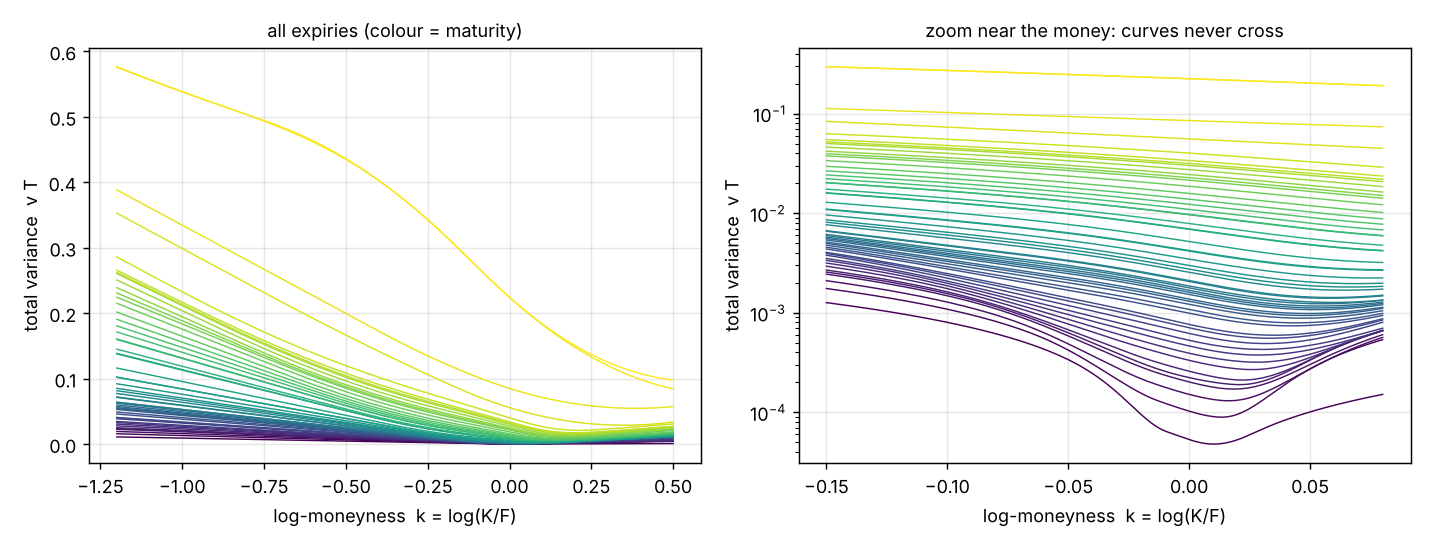 all expiries (colour = maturity)
0.6
0.5
0.4
0.3
0.2
0.1
0.0
total variance v T
−1.25 −1.00 −0.75 −0.50 −0.25 0.00 0.25 0.50
log-moneyness k = log(K/F)
zoom near the money: curves never cross
10⁻¹
10⁻²
10⁻³
10⁻⁴
total variance v T
−0.15 −0.10 −0.05 0.00 0.05
log-moneyness k = log(K/F)